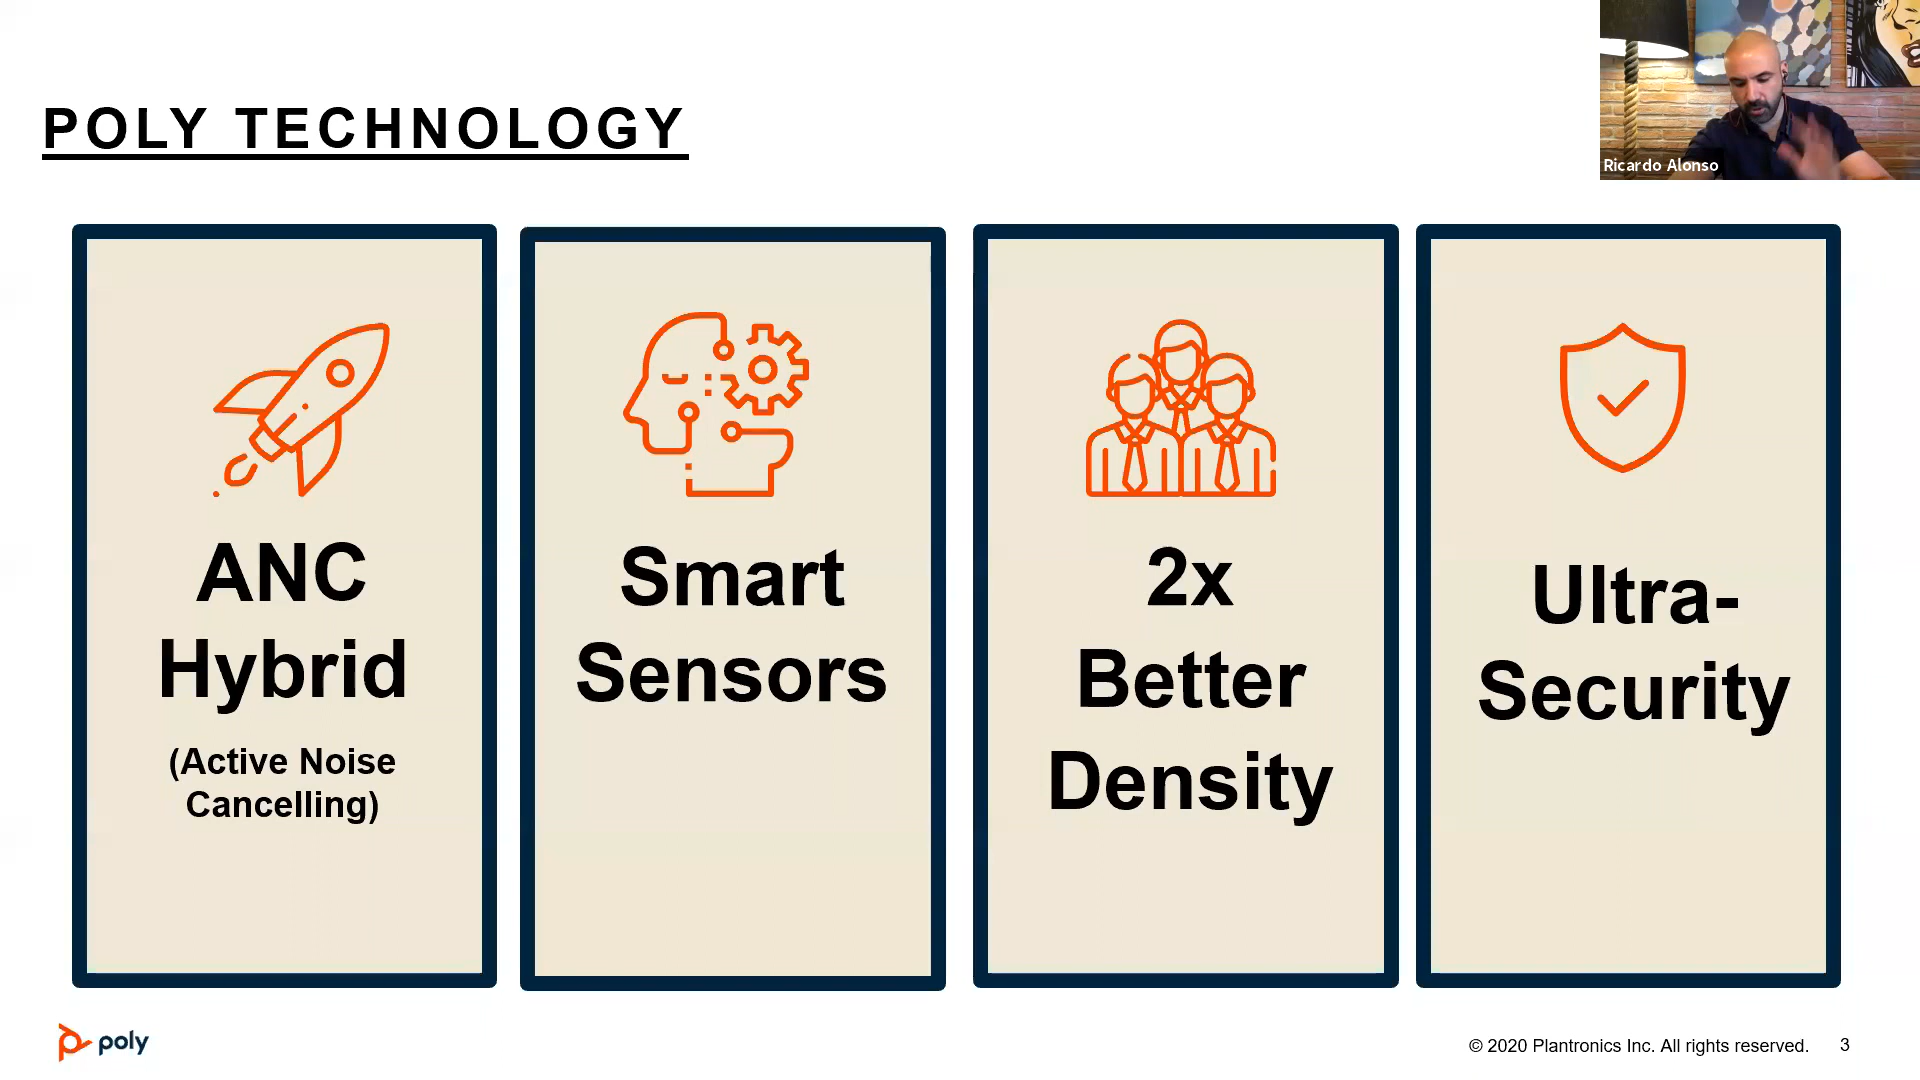 POLY TECHNOLOGY
Ricardo Alonso
ANC
Hybrid
(Active Noise
Cancelling)
Smart
Sensors
2x
Better
Density
Ultra-
Security
poly
© 2020 Plantronics Inc. All rights reserved. 3